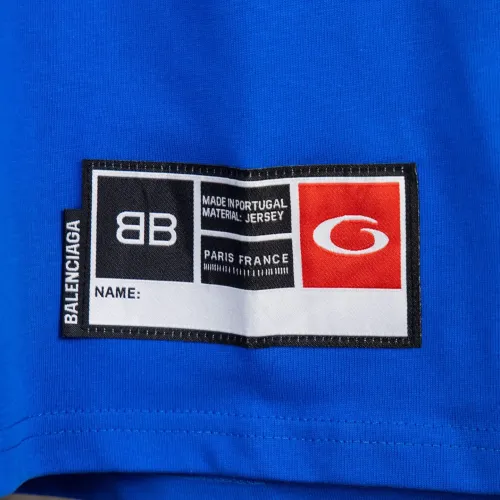 BALENCIAGA
BB
MADE IN PORTUGAL
MATERIAL: JERSEY
PARIS FRANCE
G
NAME: